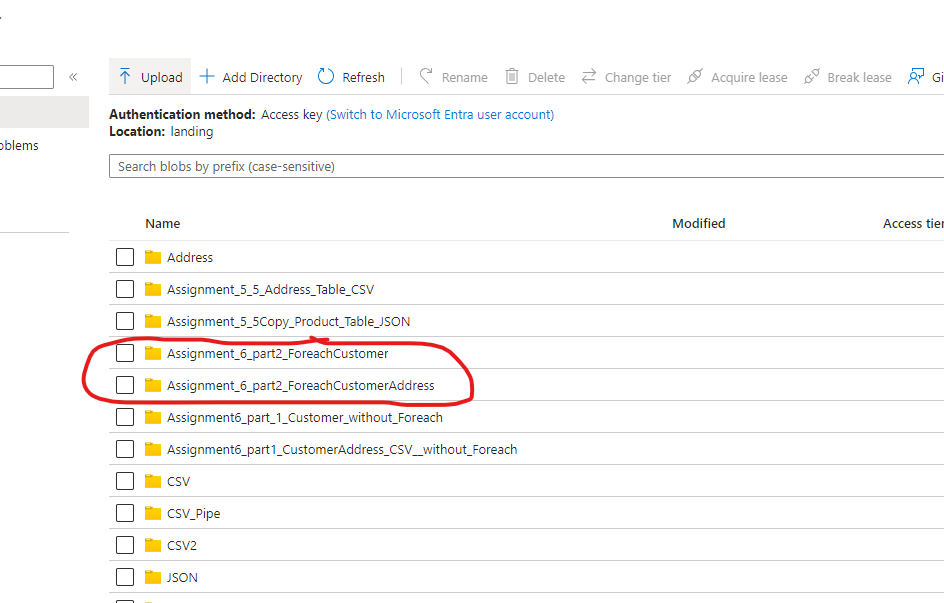 «
Upload Add Directory Refresh Rename Delete Change tier Acquire lease Break lease
Authentication method: Access key (Switch to Microsoft Entra user account)
Location: landing
oblems
Search blobs by prefix (case-sensitive)
Name Modified Access tier
Address
Assignment_5_5_Address_Table_CSV
Assignment_5_5Copy_Product_Table_JSON
Assignment_6_part2_ForeachCustomer
Assignment_6_part2_ForeachCustomerAddress
Assignment6_part_1_Customer_without_Foreach
Assignment6_part1_CustomerAddress_CSV__without_Foreach
CSV
CSV_Pipe
CSV2
JSON